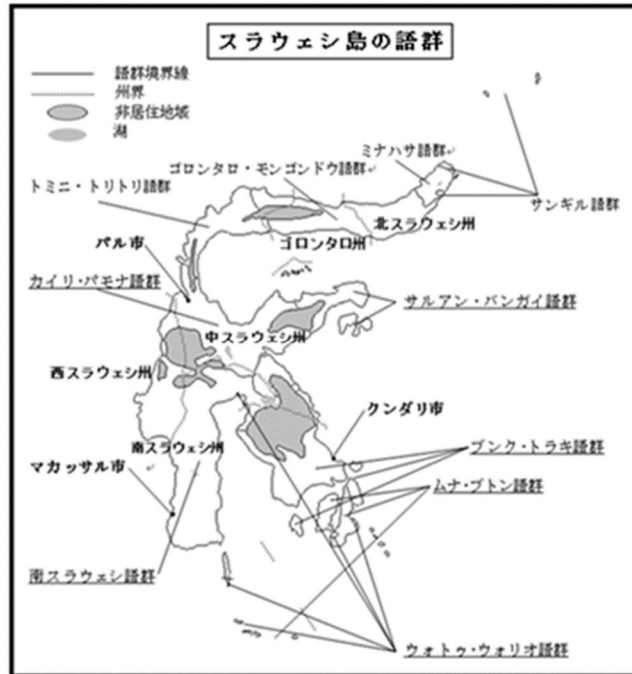 スラウェシ島の語群
語群境界線
州界
非居住地域
湖
ミナハサ語群
ゴロンタロ・モンゴンドウ語群
トミニ・トリトリ語群
サンギル語群
北スラウェシ州
ゴロンタロ州
パル市
カイリ・パモナ語群
サルアン・バンガイ語群
中スラウェシ州
西スラウェシ州
クンダリ市
南スラウェシ州
ブンク・トラキ語群
マカッサル市
ムナ・ブトン語群
南スラウェシ語群
ウォトゥ・ウォリオ語群